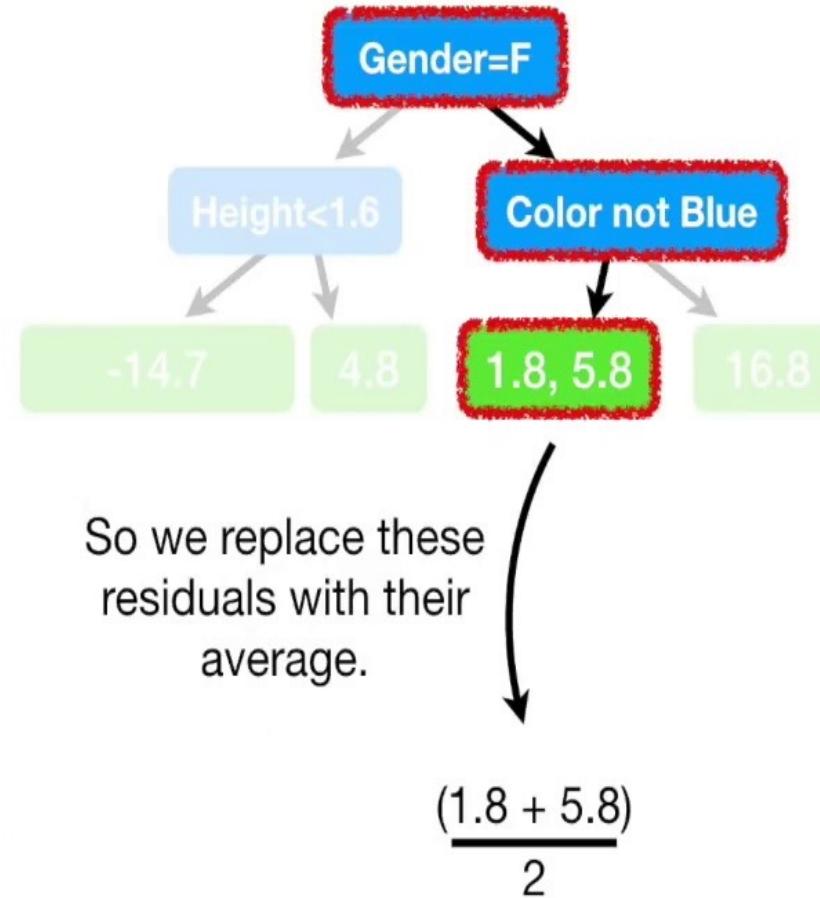 Gender=F
Height<1.6
Color not Blue
-14.7
4.8
1.8, 5.8
16.8
So we replace these
residuals with their
average.
(1.8 + 5.8)
2